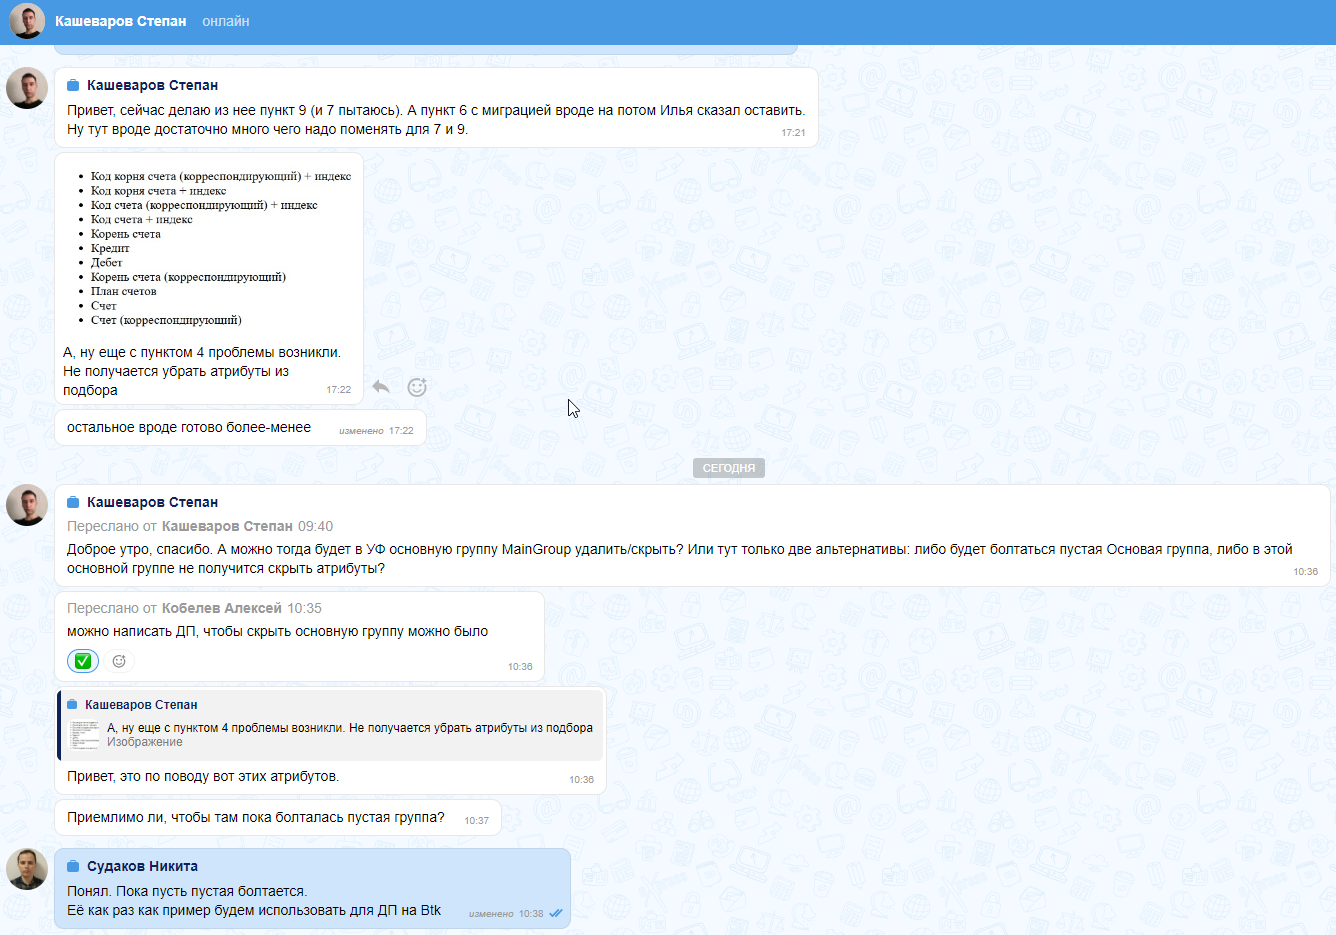 Кашеваров Степан онлайн
Кашеваров Степан
Привет, сейчас делаю из нее пункт 9 (и 7 пытаюсь). А пункт 6 с миграцией вроде на потом Илья сказал оставить.
Ну тут вроде достаточно много чего надо поменять для 7 и 9.
17:21
• Код корня счета (корреспондирующий) + индекс
• Код корня счета + индекс
• Код счета (корреспондирующий) + индекс
• Код счета + индекс
• Корень счета
• Кредит
• Дебет
• Корень счета (корреспондирующий)
• План счетов
• Счет
• Счет (корреспондирующий)
А, ну еще с пунктом 4 проблемы возникли.
Не получается убрать атрибуты из
подбора
17:22
остальное вроде готово более-менее
изменено 17:22
СЕГОДНЯ
Кашеваров Степан
Переслано от Кашеваров Степан 09:40
Доброе утро, спасибо. А можно тогда будет в УФ основную группу MainGroup удалить/скрыть? Или тут только две альтернативы: либо будет болтаться пустая Основая группа, либо в этой
основной группе не получится скрыть атрибуты?
10:36
Переслано от Кобелев Алексей 10:35
можно написать ДП, чтобы скрыть основную группу можно было
10:36
Кашеваров Степан
А, ну еще с пунктом 4 проблемы возникли. Не получается убрать атрибуты из подбора
Изображение
Привет, это по поводу вот этих атрибутов.
10:36
Приемлимо ли, чтобы там пока болталась пустая группа?
10:37
Судаков Никита
Понял. Пока пусть пустая болтается.
Её как раз как пример будем использовать для ДП на Btk
изменено 10:38